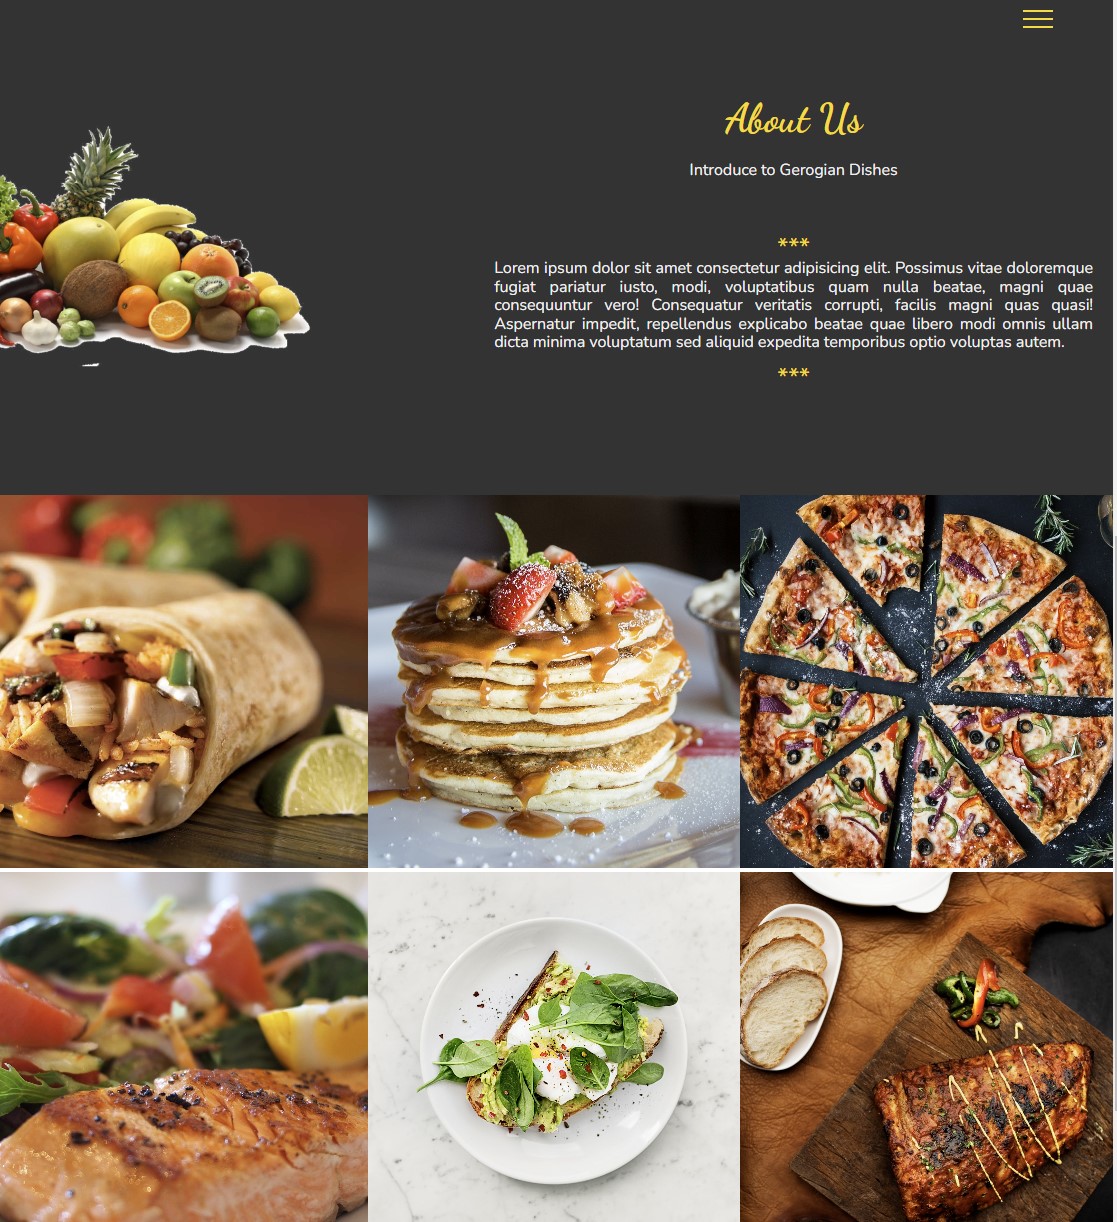 About Us
Introduce to Gerogian Dishes
***
Lorem ipsum dolor sit amet consectetur adipisicing elit. Possimus vitae doloremque
fugiat pariatur iusto, modi, voluptatibus quam nulla beatae, magni quae
consequuntur vero! Consequatur veritatis corrupti, facilis magni quas quasi!
Aspernatur impedit, repellendus explicabo beatae quae libero modi omnis ullam
dicta minima voluptatum sed aliquid expedita temporibus optio voluptas autem.
***